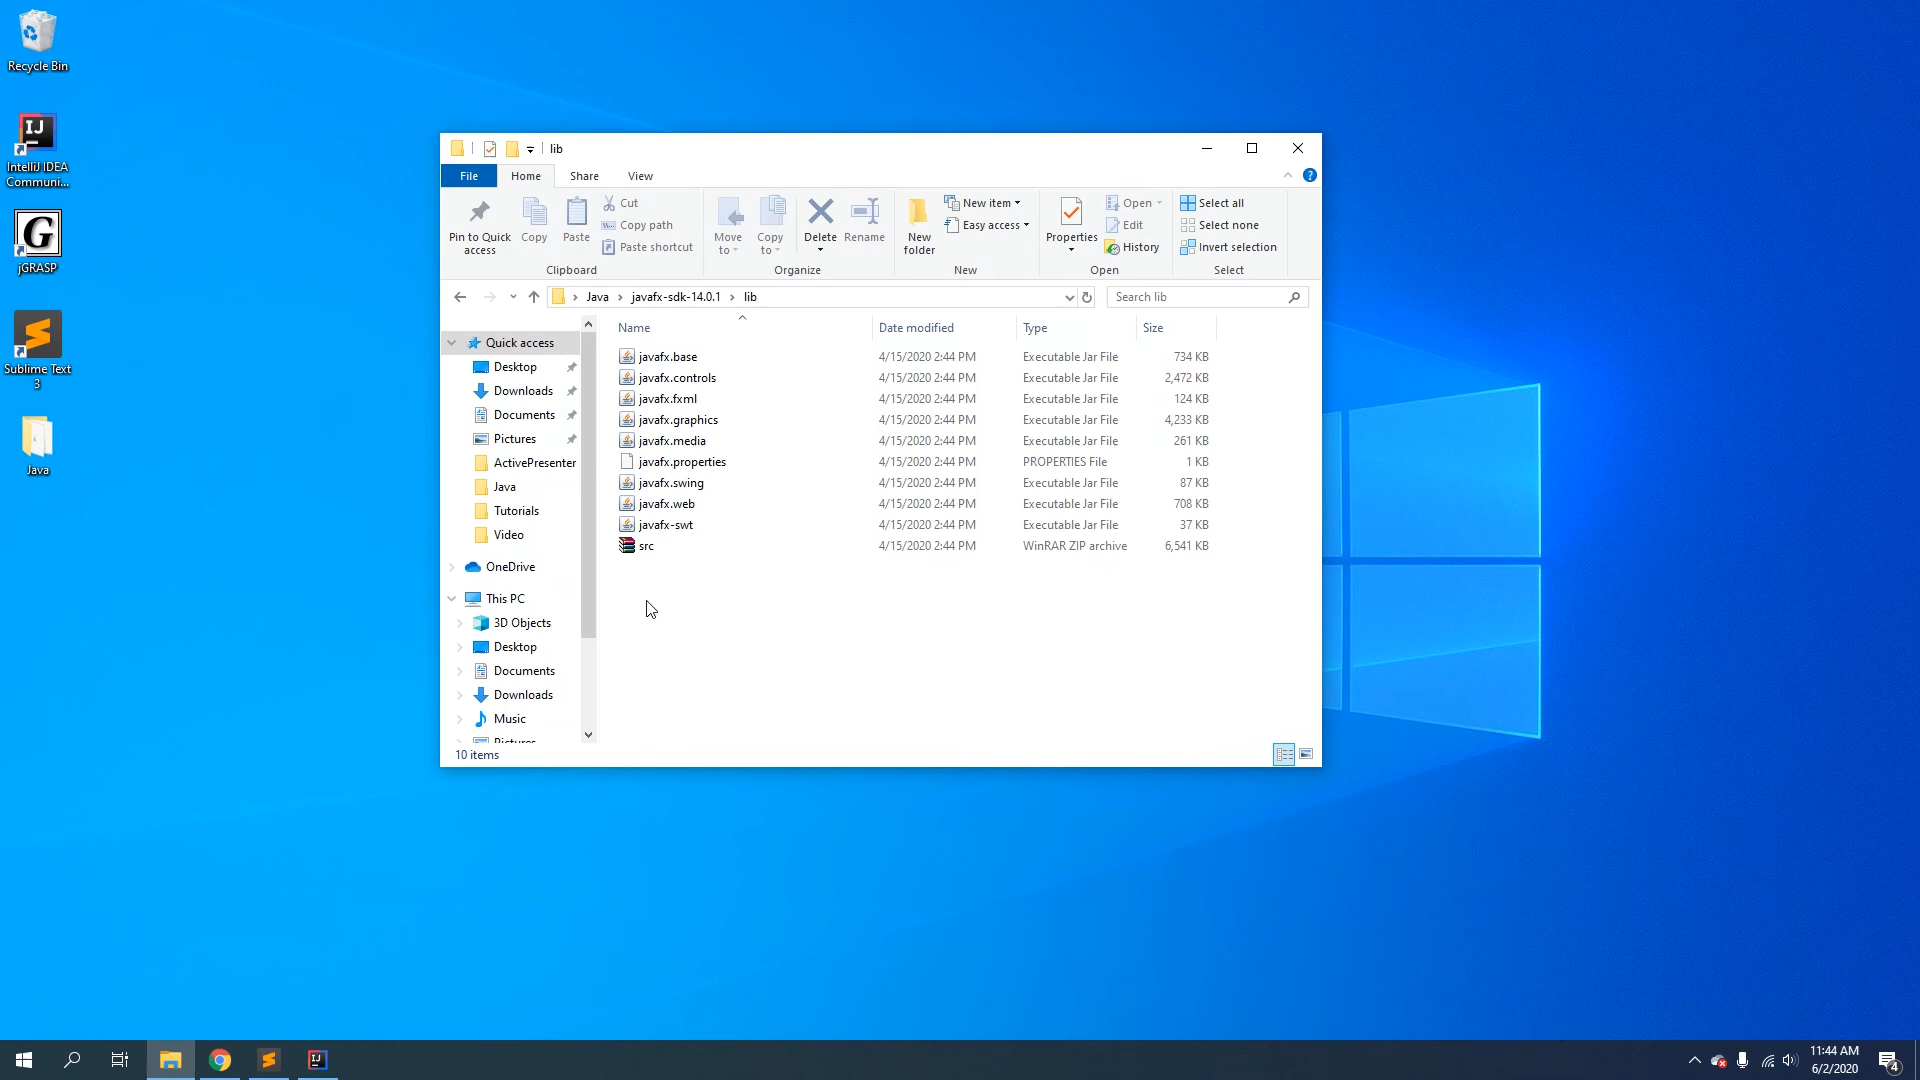 Recycle Bin
IJ
IntelliJ IDEA
Communi...
G
jGRASP
Sublime Text
3
Java
lib
File
Home
Share
View
?
Pin to Quick
access
Copy
Paste
Cut
Copy path
Paste shortcut
Clipboard
Move
to
Copy
to
Delete
Rename
Organize
New
folder
New item
Easy access
New
Properties
Open
Edit
History
Open
Select all
Select none
Invert selection
Select
Java
javafx-sdk-14.0.1
lib
Search lib
Quick access
Desktop
Downloads
Documents
Pictures
ActivePresenter
Java
Tutorials
Video
OneDrive
This PC
3D Objects
Desktop
Documents
Downloads
Music
Pictures
Name Date modified Type Size
javafx.base 4/15/2020 2:44 PM Executable Jar File 734 KB
javafx.controls 4/15/2020 2:44 PM Executable Jar File 2,472 KB
javafx.fxml 4/15/2020 2:44 PM Executable Jar File 124 KB
javafx.graphics 4/15/2020 2:44 PM Executable Jar File 4,233 KB
javafx.media 4/15/2020 2:44 PM Executable Jar File 261 KB
javafx.properties 4/15/2020 2:44 PM PROPERTIES File 1 KB
javafx.swing 4/15/2020 2:44 PM Executable Jar File 87 KB
javafx.web 4/15/2020 2:44 PM Executable Jar File 708 KB
javafx-swt 4/15/2020 2:44 PM Executable Jar File 37 KB
src 4/15/2020 2:44 PM WinRAR ZIP archive 6,541 KB
10 items
IJ
11:44 AM
6/2/2020
4